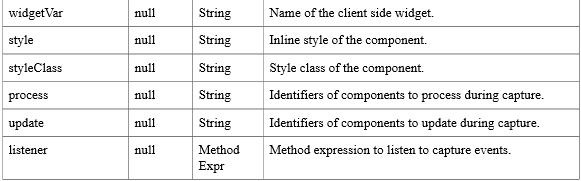 widgetVar null String Name of the client side widget.
style null String Inline style of the component.
styleClass null String Style class of the component.
process null String Identifiers of components to process during capture.
update null String Identifiers of components to update during capture.
listener null Method Method expression to listen to capture events.
Expr